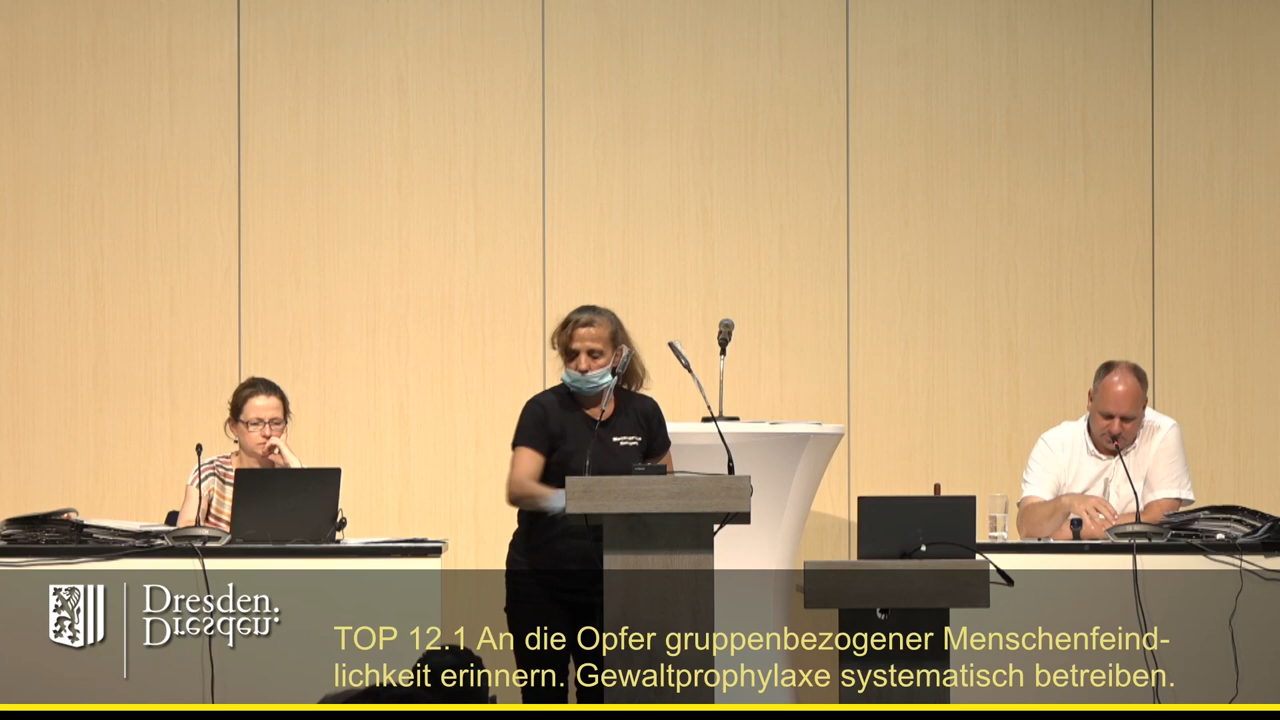 Dresden.
Dresden.
TOP 12.1 An die Opfer gruppenbezogener Menschenfeind-
lichkeit erinnern. Gewaltprophylaxe systematisch betreiben.